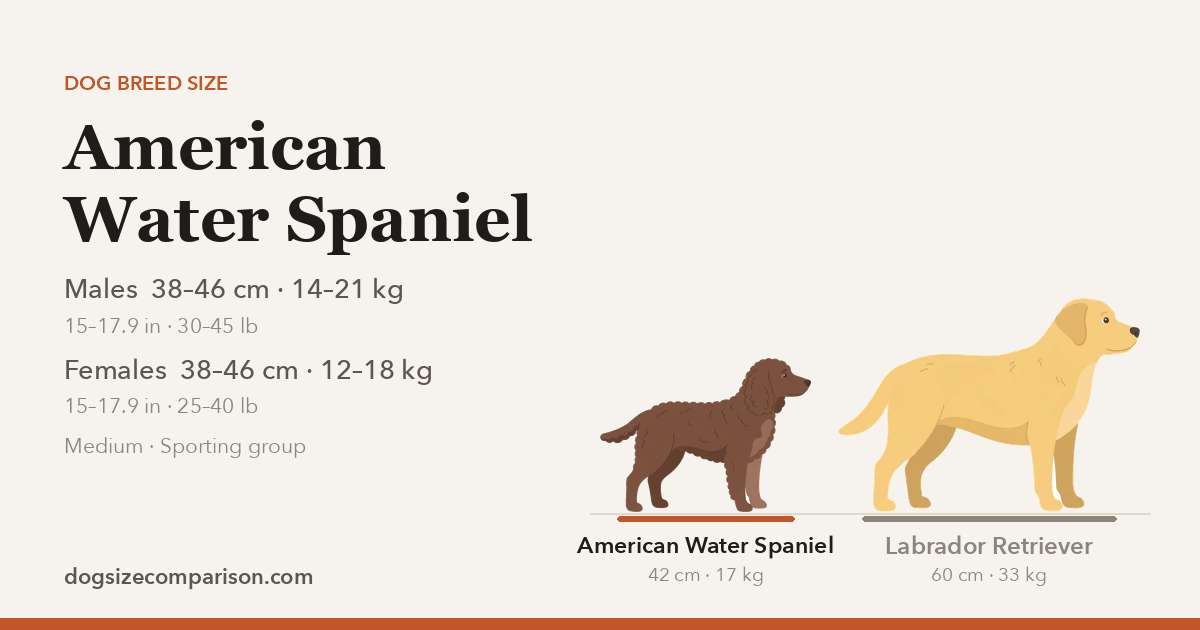 DOG BREED SIZE
American
Water Spaniel
Males 38–46 cm · 14–21 kg
15–17.9 in · 30–45 lb
Females 38–46 cm · 12–18 kg
15–17.9 in · 25–40 lb
Medium · Sporting group
American Water Spaniel
42 cm · 17 kg
Labrador Retriever
60 cm · 33 kg
dogsizecomparison.com